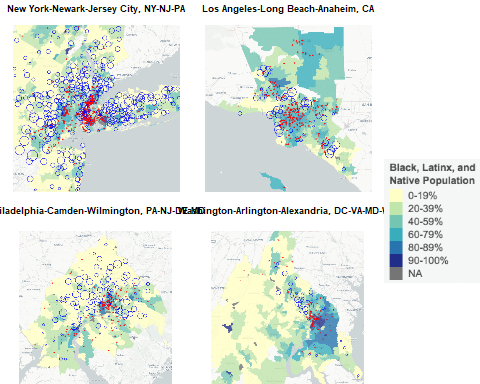 New York-Newark-Jersey City, NY-NJ-PA
Los Angeles-Long Beach-Anaheim, CA
Black, Latinx, and
Native Population
0-19%
20-39%
40-59%
60-79%
80-89%
90-100%
NA
iladelphia-Camden-Wilmington, PA-NJ-DE-MD
Washington-Arlington-Alexandria, DC-VA-MD-W